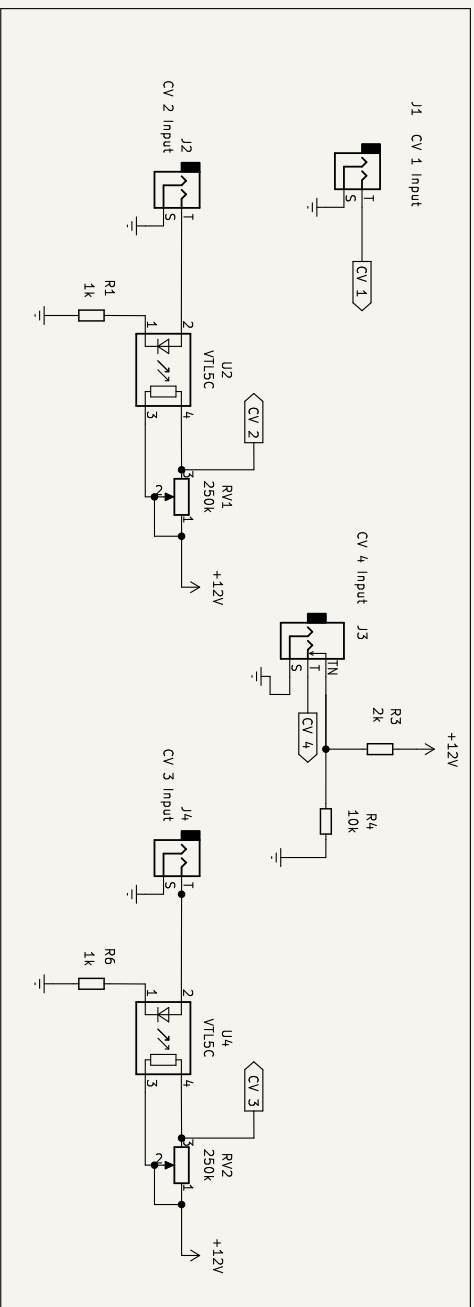 J1 CV 1 Input
T
S
CV 1
CV 2 Input
J2
T
S
R1
1k
1
2
3
4
U2
VTL5C
CV 2
RV1
250k
3
2
1
+12V
CV 4 Input
J3
TN
T
S
CV 4
R3
2k
+12V
R4
10k
CV 3 Input
J4
T
S
R6
1k
1
2
3
4
U4
VTL5C
CV 3
RV2
250k
3
2
1
+12V